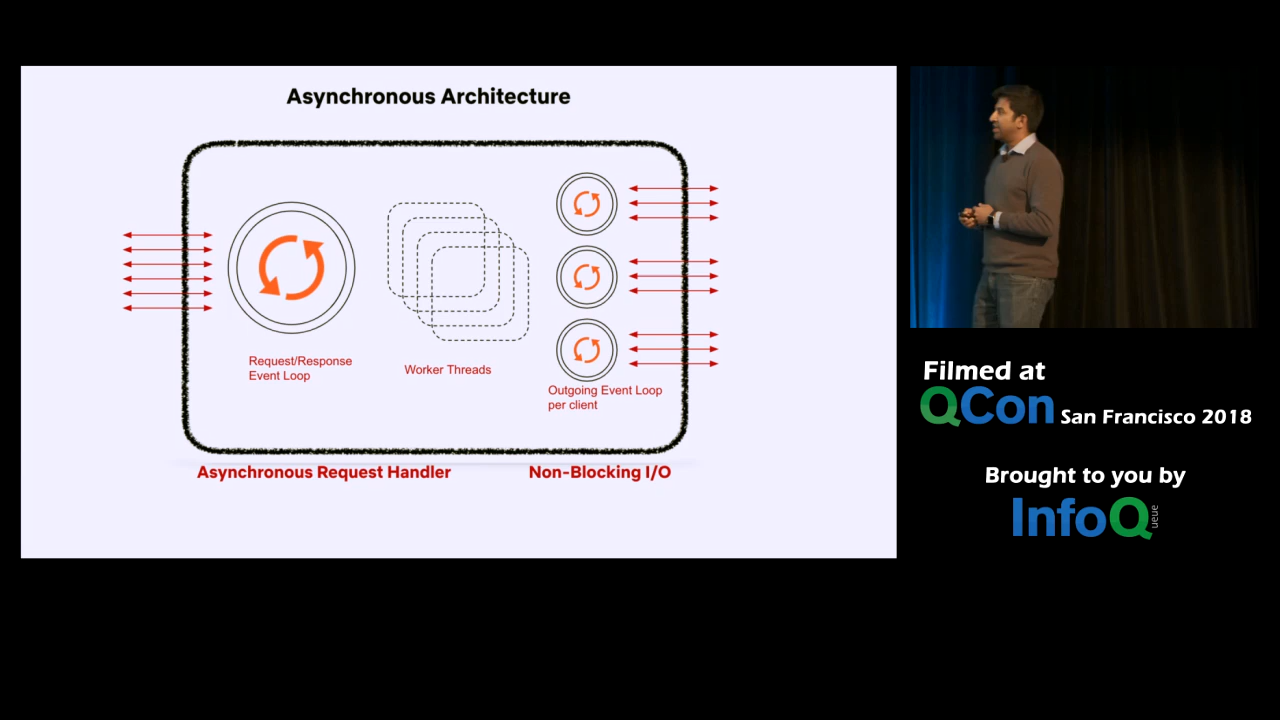 Asynchronous Architecture
Request/Response
Event Loop
Worker Threads
Outgoing Event Loop
per client
Asynchronous Request Handler
Non-Blocking I/O
Filmed at
QCon San Francisco 2018
Brought to you by
InfoQ
ueue